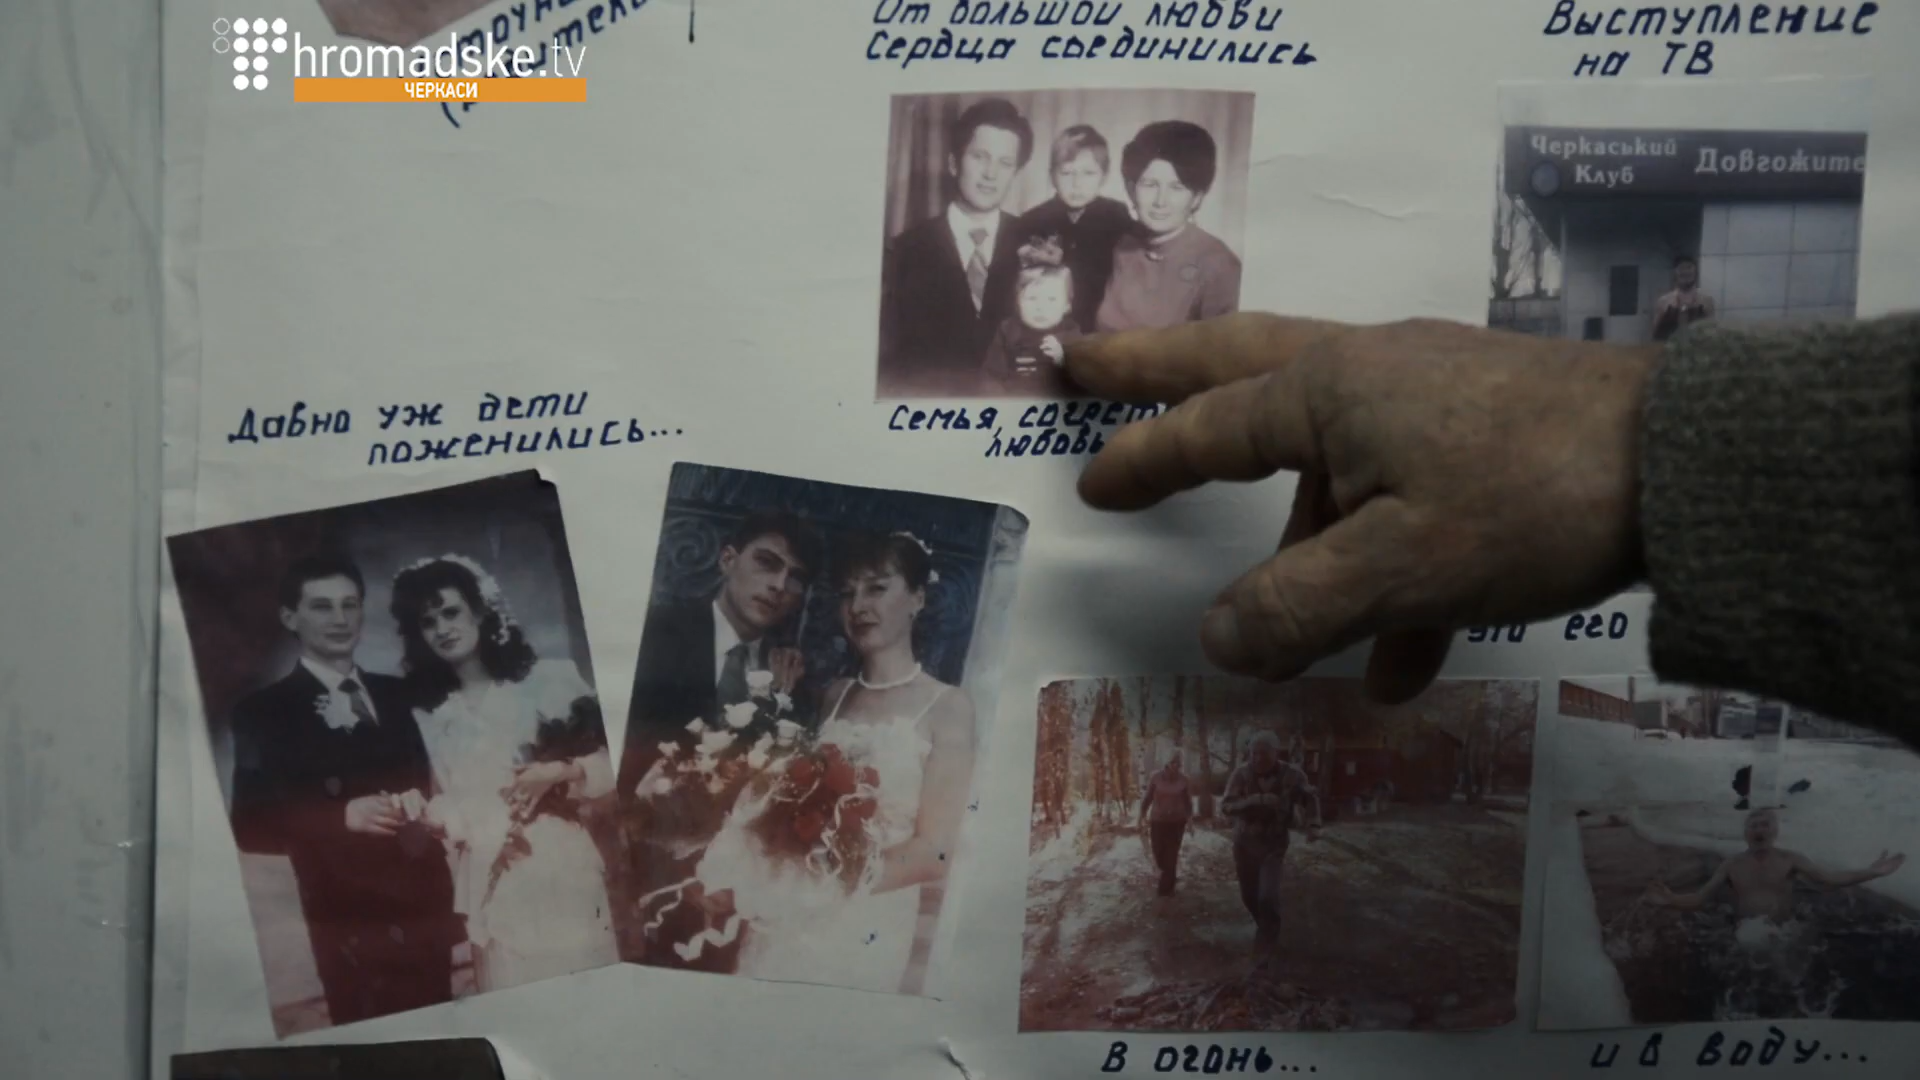 hromadske.tv
ЧЕРКАСИ
От большой любви
Сердца съединились
Выступление
на ТВ
Черкаський
Клуб
Довгожите
Давно уж дети
поженились...
Семья,
любовь
его
В огонь...
и в воду...